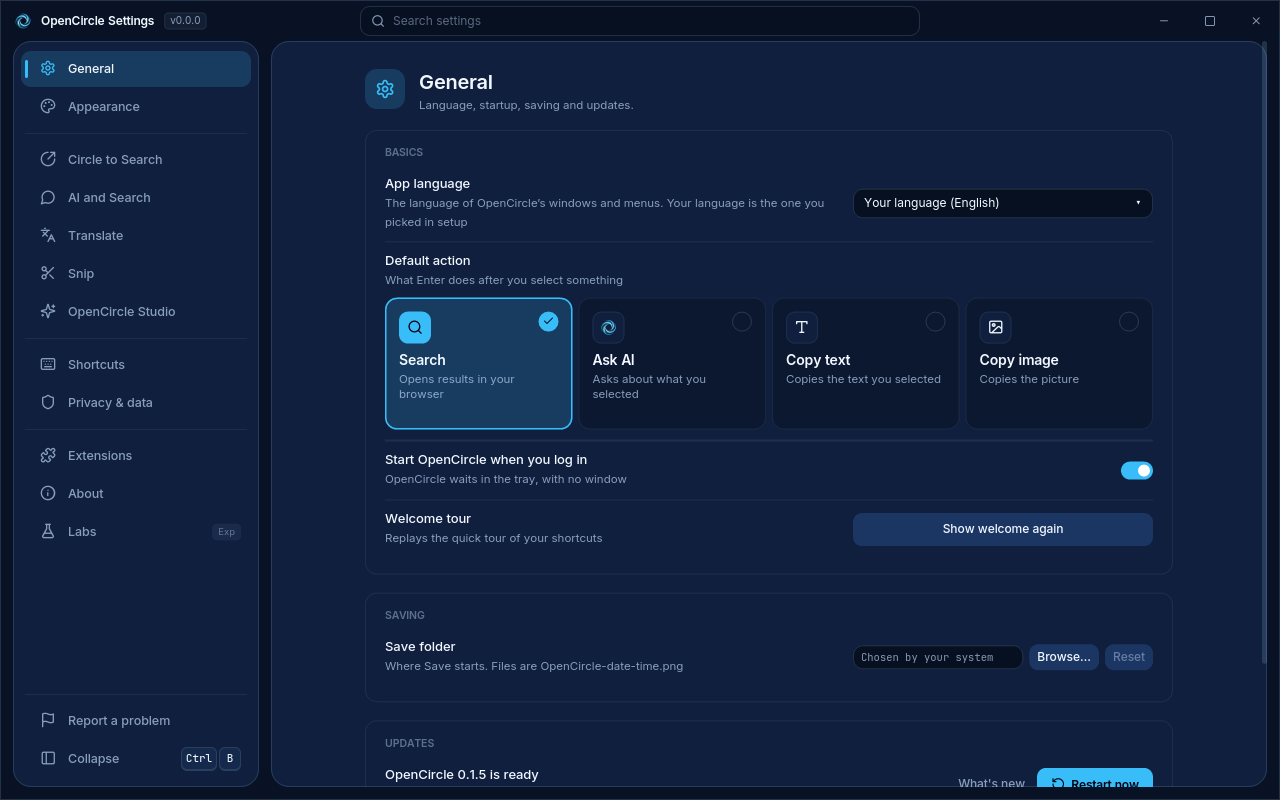 OpenCircle Settings v0.0.0
Search settings
General
Appearance
Circle to Search
AI and Search
Translate
Snip
OpenCircle Studio
Shortcuts
Privacy & data
Extensions
About
Labs Exp
Report a problem
Collapse Ctrl B
General
Language, startup, saving and updates.
BASICS
App language
The language of OpenCircle's windows and menus. Your language is the one you
picked in setup
Your language (English)
Default action
What Enter does after you select something
Search
Opens results in your
browser
Ask AI
Asks about what you
selected
Copy text
Copies the text you selected
Copy image
Copies the picture
Start OpenCircle when you log in
OpenCircle waits in the tray, with no window
Welcome tour
Replays the quick tour of your shortcuts
Show welcome again
SAVING
Save folder
Where Save starts. Files are OpenCircle-date-time.png
Chosen by your system
Browse...
Reset
UPDATES
OpenCircle 0.1.5 is ready
What's new
Restart now